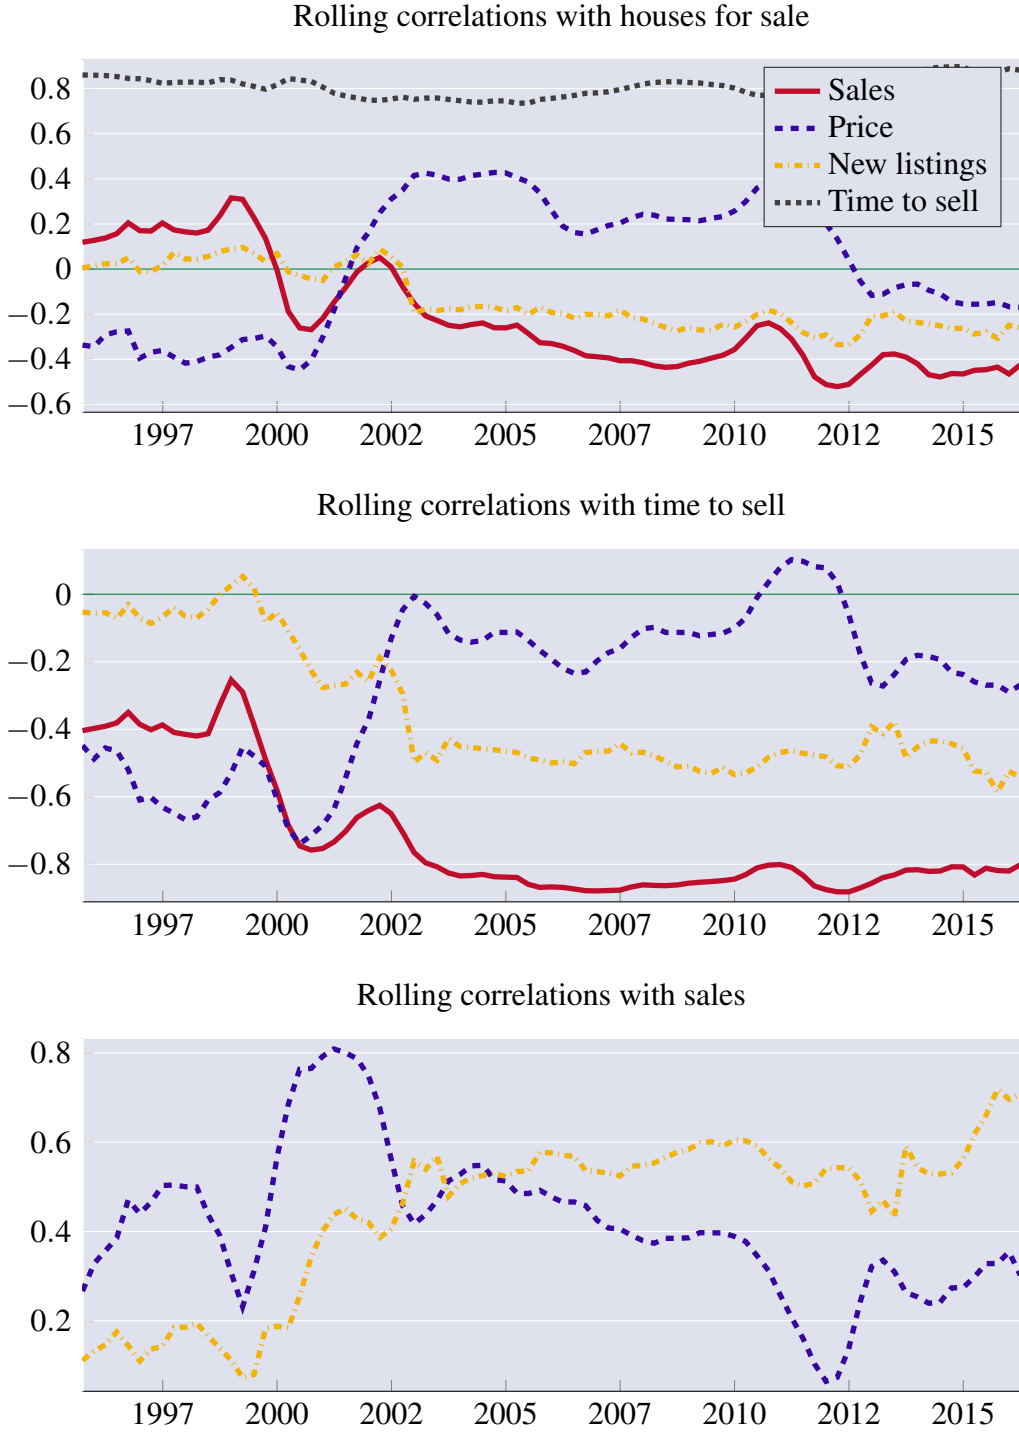 Rolling correlations with houses for sale
0.8
0.6
0.4
0.2
0
−0.2
−0.4
−0.6
Sales
Price
New listings
Time to sell
1997 2000 2002 2005 2007 2010 2012 2015
Rolling correlations with time to sell
0
−0.2
−0.4
−0.6
−0.8
1997 2000 2002 2005 2007 2010 2012 2015
Rolling correlations with sales
0.8
0.6
0.4
0.2
1997 2000 2002 2005 2007 2010 2012 2015